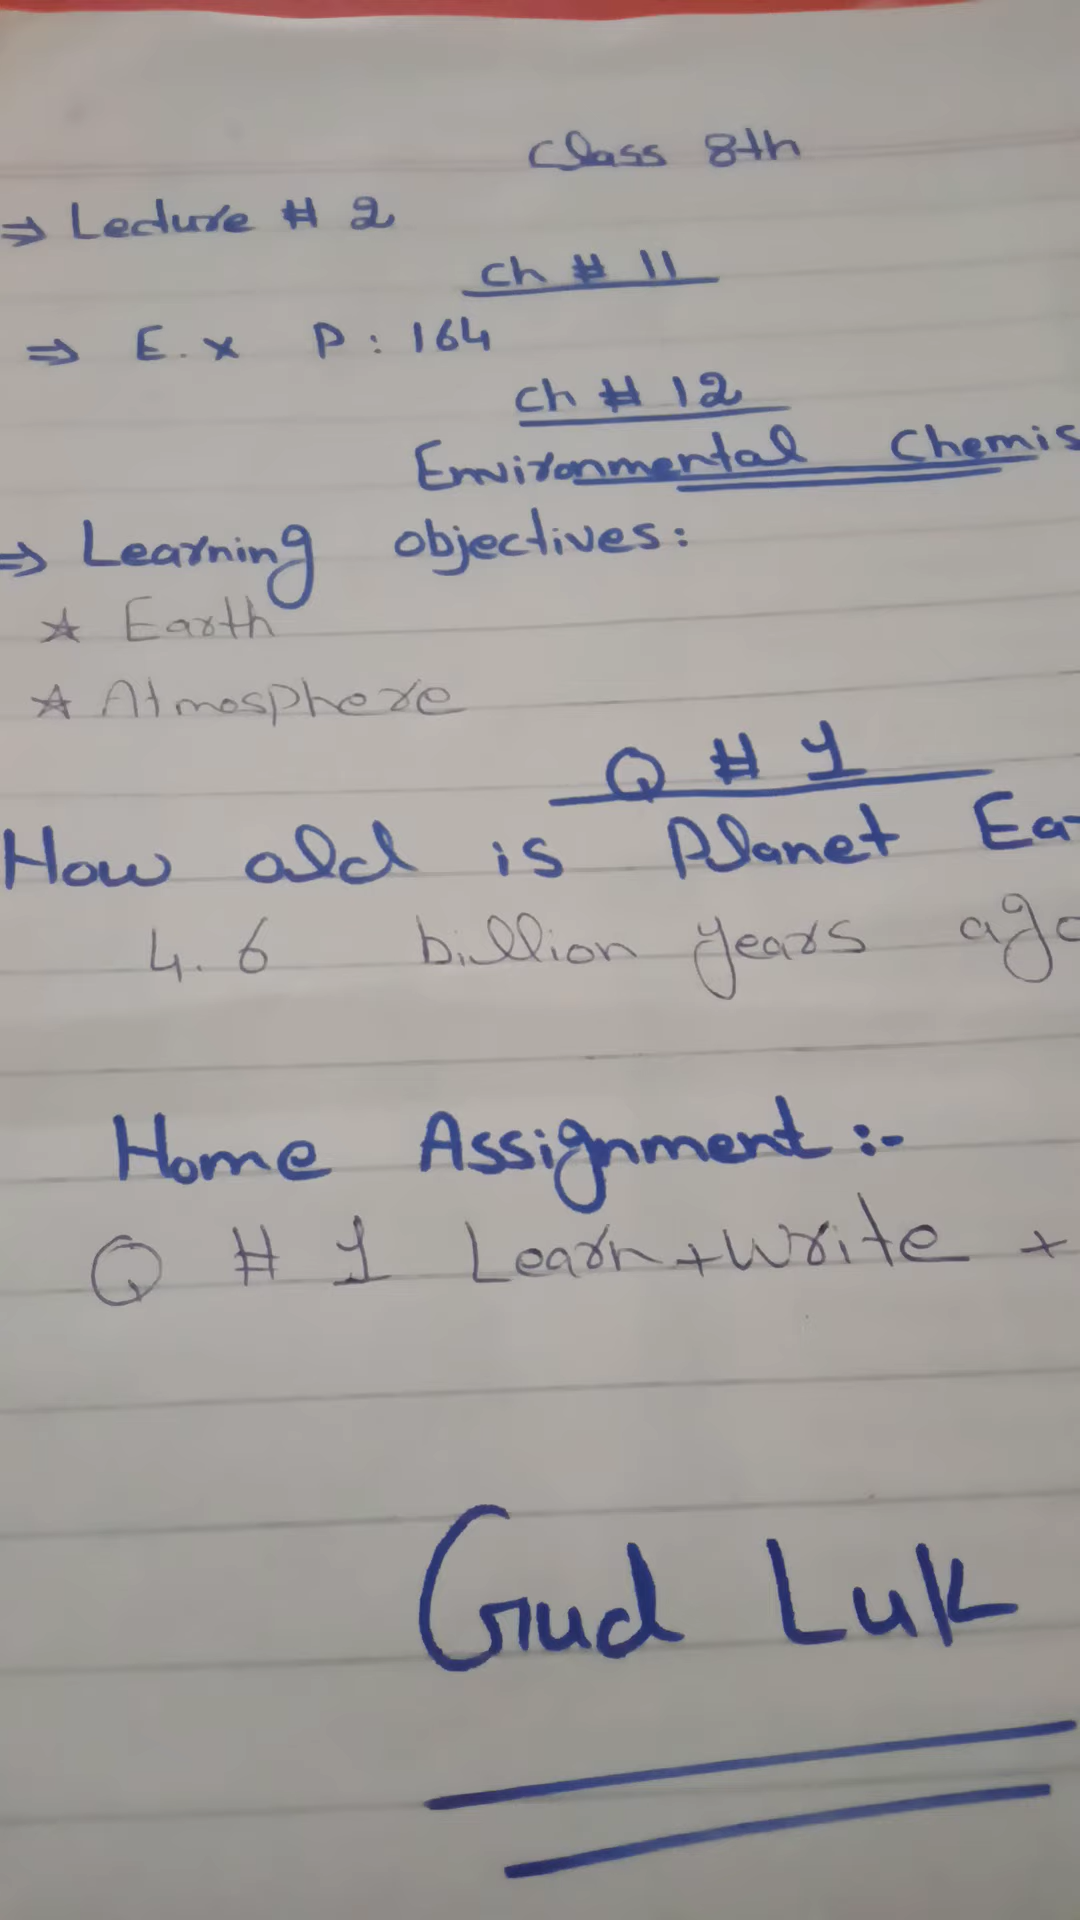 Class 8th
⇒ Lecture # 2
Ch # 11
⇒ E.x P: 164
Ch # 12
Environmental Chemis
⇒ Learning objectives:
☆ Earth
☆ Atmosphere
Q # 1
How old is Planet Ea
4.6 billion years ago
Home Assignment :-
Q # 1 Learn+Write +
Gud Luk